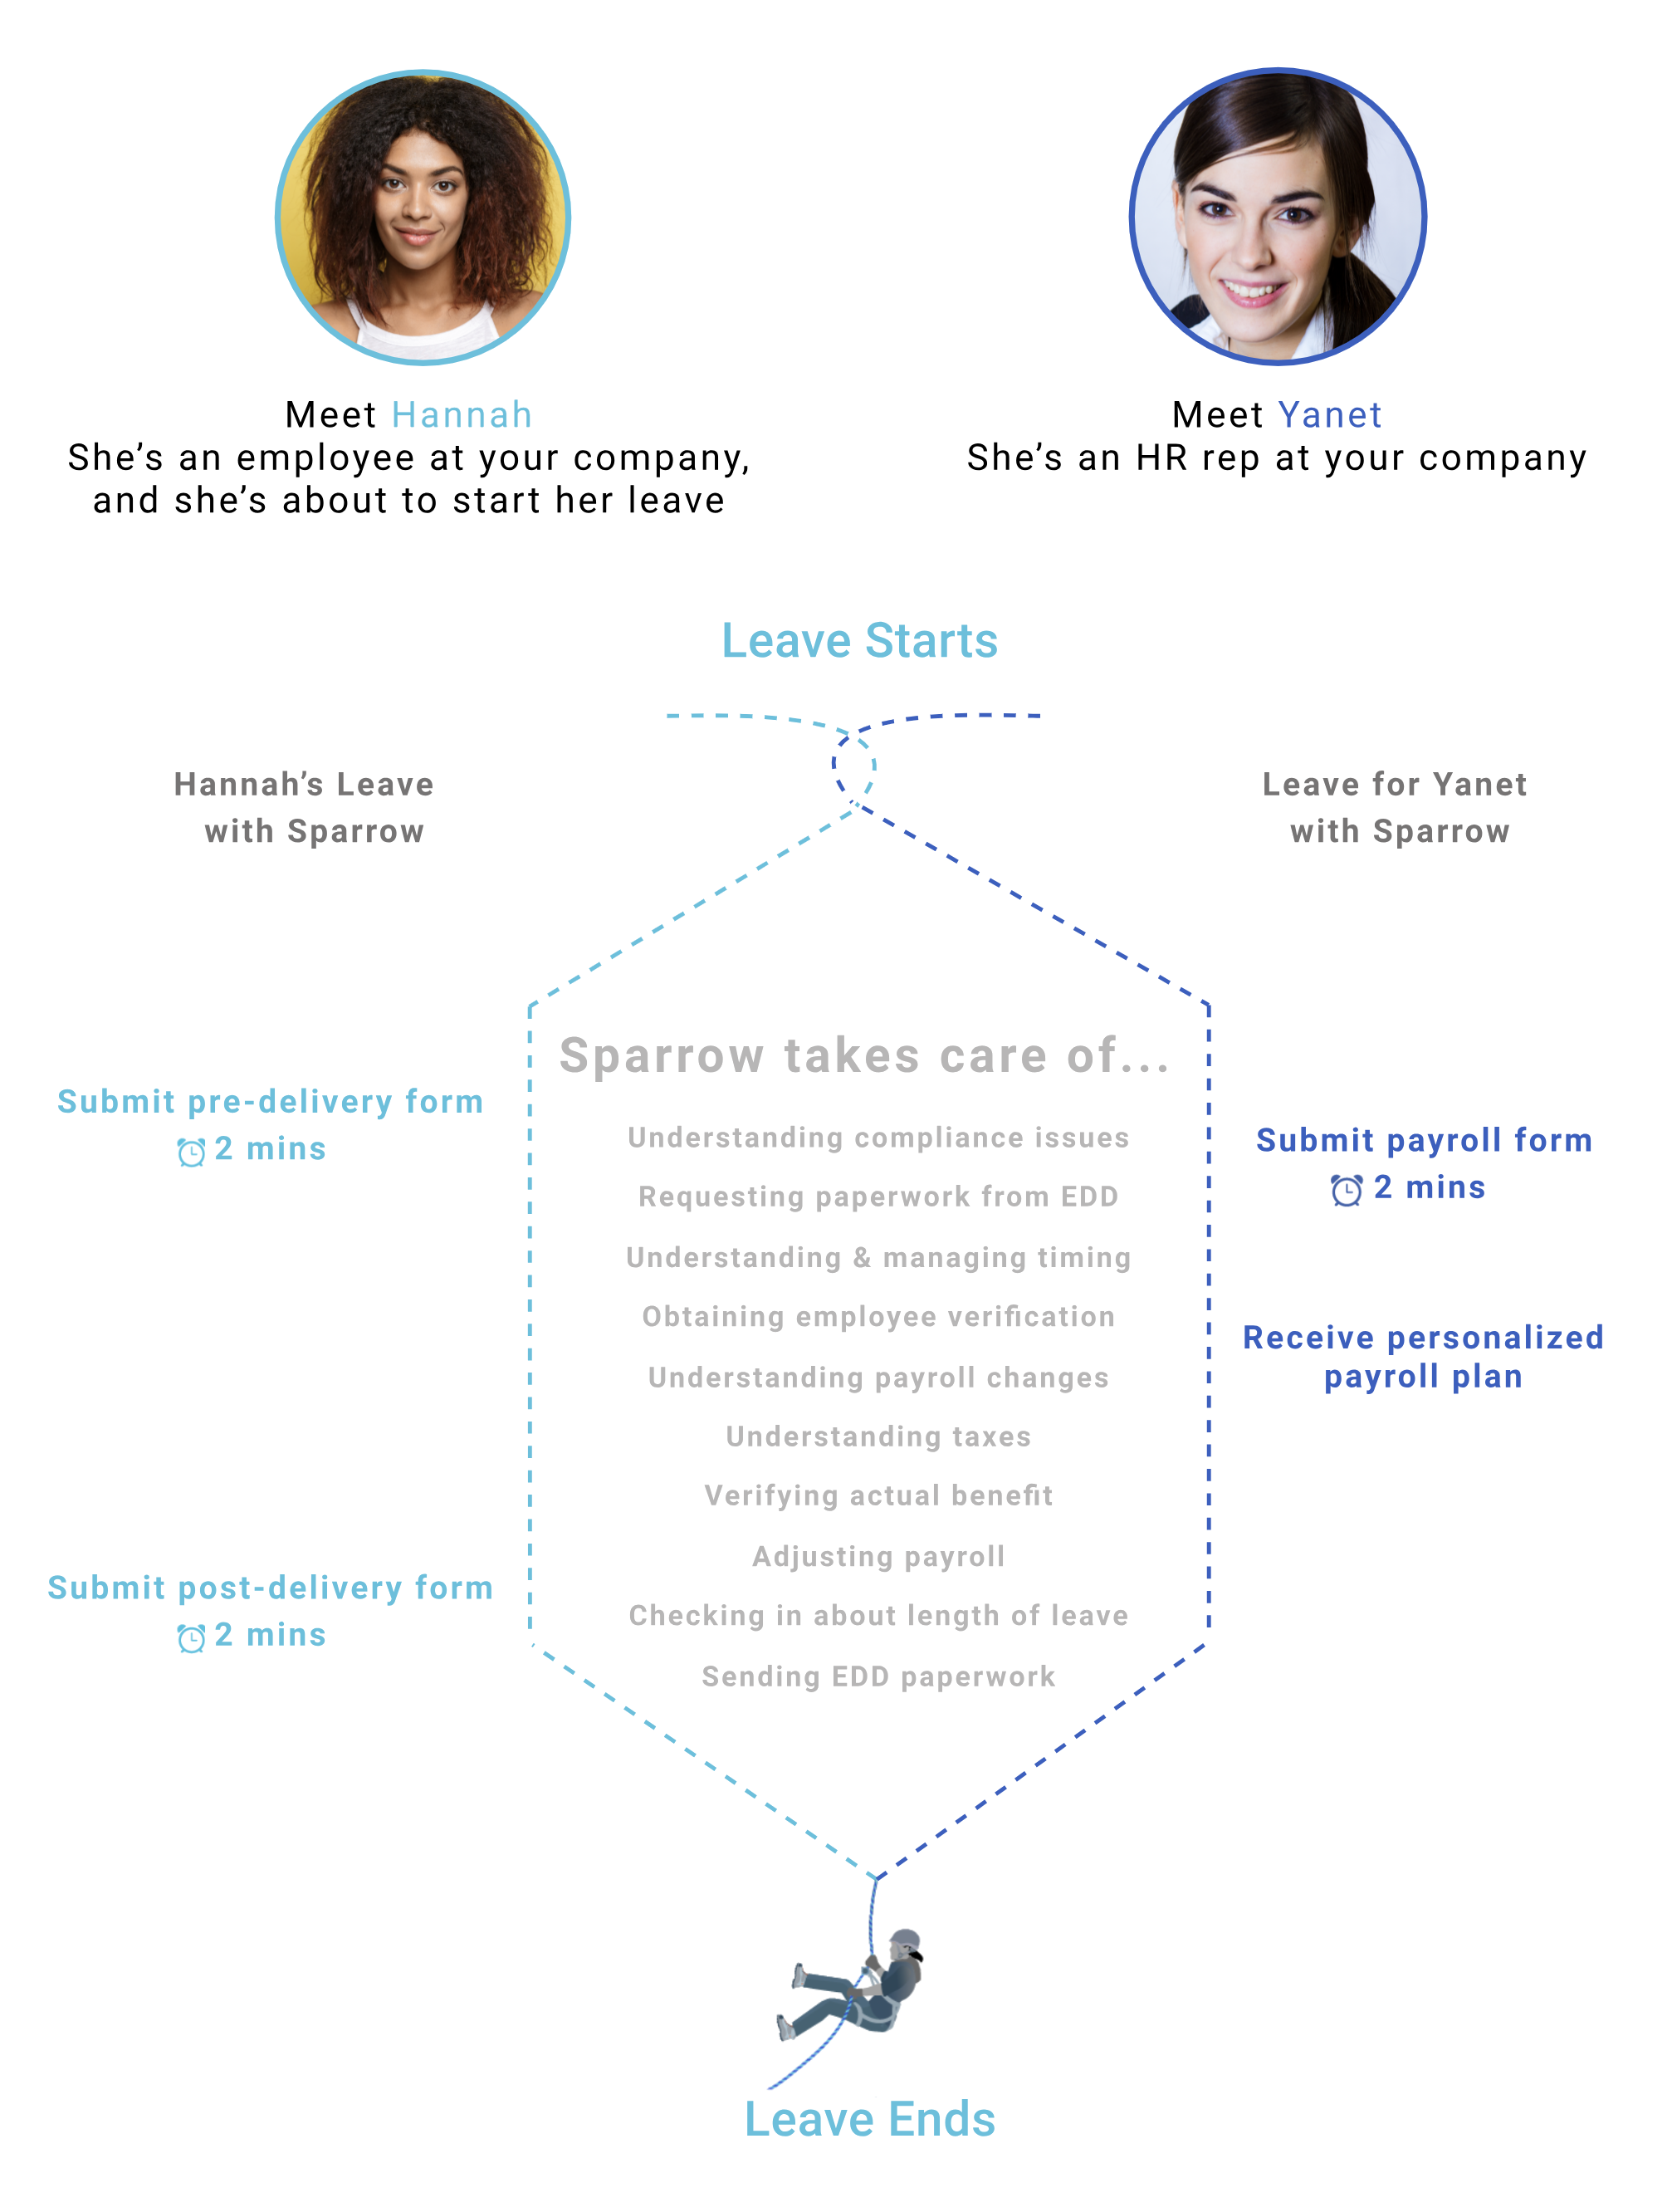 Meet Hannah
She’s an employee at your company,
and she’s about to start her leave
Meet Yanet
She’s an HR rep at your company
Leave Starts
Hannah’s Leave
with Sparrow
Leave for Yanet
with Sparrow
Sparrow takes care of...
Submit pre-delivery form
2 mins
Understanding compliance issues
Requesting paperwork from EDD
Understanding & managing timing
Obtaining employee verification
Understanding payroll changes
Understanding taxes
Verifying actual benefit
Adjusting payroll
Checking in about length of leave
Sending EDD paperwork
Submit payroll form
2 mins
Receive personalized
payroll plan
Submit post-delivery form
2 mins
Leave Ends